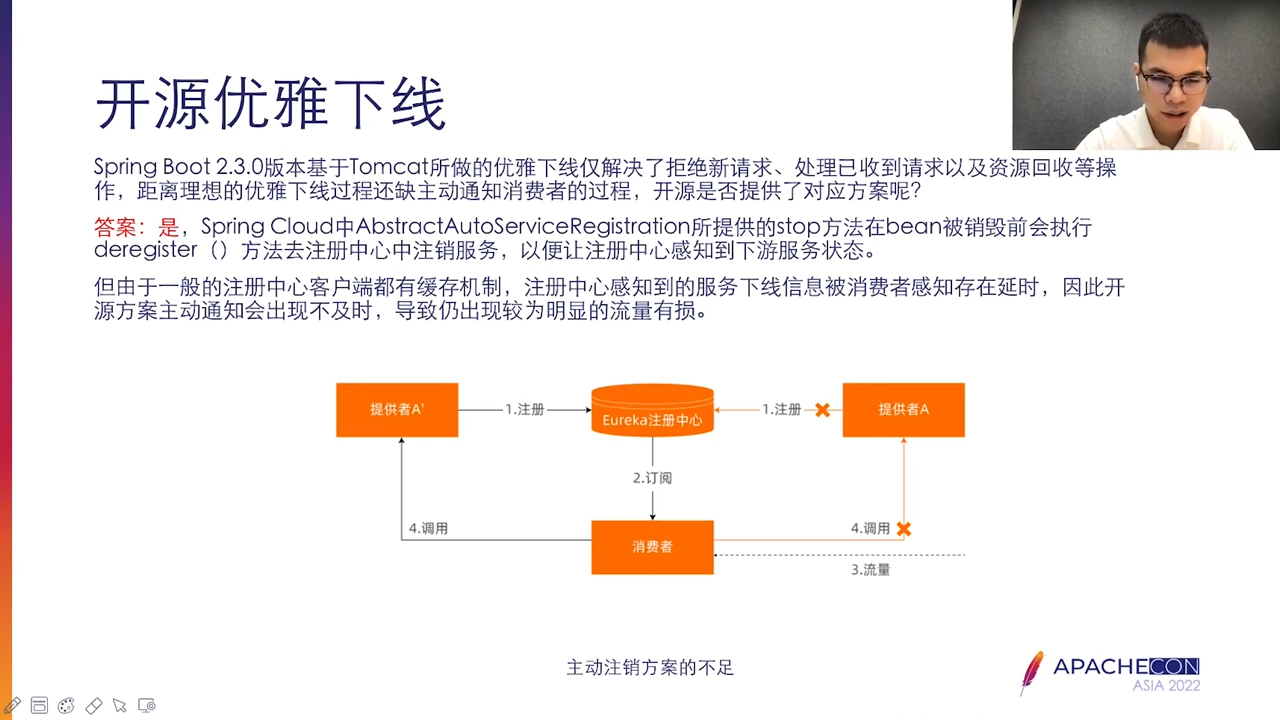 开源优雅下线
Spring Boot 2.3.0版本基于Tomcat所做的优雅下线仅解决了拒绝新请求、处理已收到请求以及资源回收等操
作，距离理想的优雅下线过程还缺主动通知消费者的过程，开源是否提供了对应方案呢？
答案：是，Spring Cloud中AbstractAutoServiceRegistration所提供的stop方法在bean被销毁前会执行
deregister（）方法去注册中心中注销服务，以便让注册中心感知到下游服务状态。
但由于一般的注册中心客户端都有缓存机制，注册中心感知到的服务下线信息被消费者感知存在延时，因此开
源方案主动通知会出现不及时，导致仍出现较为明显的流量有损。
提供者A'
1.注册
Eureka注册中心
1.注册
提供者A
2.订阅
4.调用
消费者
4.调用
3.流量
主动注销方案的不足
APACHECON
ASIA 2022